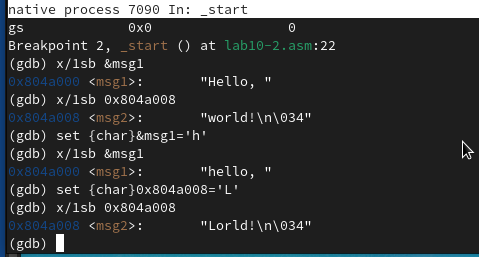 native process 7090 In: _start
gs             0x0                 0
Breakpoint 2, _start () at lab10-2.asm:22
(gdb) x/1sb &msg1
0x804a000 <msg1>:       "Hello, "
(gdb) x/1sb 0x804a008
0x804a008 <msg2>:       "world!\n\034"
(gdb) set {char}&msg1='h'
(gdb) x/1sb &msg1
0x804a000 <msg1>:       "hello, "
(gdb) set {char}0x804a008='L'
(gdb) x/1sb 0x804a008
0x804a008 <msg2>:       "Lorld!\n\034"
(gdb)